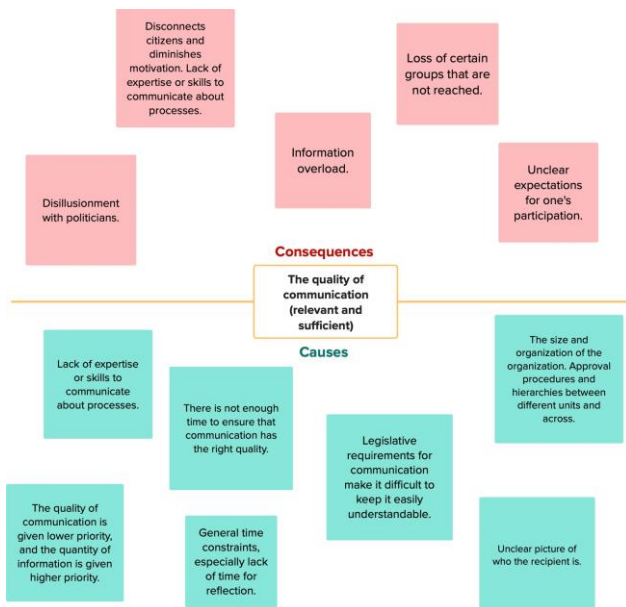 Disconnects
citizens and
diminishes
motivation. Lack of
expertise or skills to
communicate about
processes.
Loss of certain
groups that are
not reached.
Information
overload.
Unclear
expectations
for one's
participation.
Disillusionment
with politicians.
Consequences
The quality of
communication
(relevant and
sufficient)
Causes
Lack of expertise
or skills to
communicate
about processes.
There is not enough
time to ensure that
communication has
the right quality.
Legislative
requirements for
communication
make it difficult to
keep it easily
understandable.
The size and
organization of the
organization. Approval
procedures and
hierarchies between
different units and
across.
The quality of
communication is
given lower priority,
and the quantity of
information is given
higher priority.
General time
constraints,
especially lack
of time for
reflection.
Unclear picture of
who the recipient is.